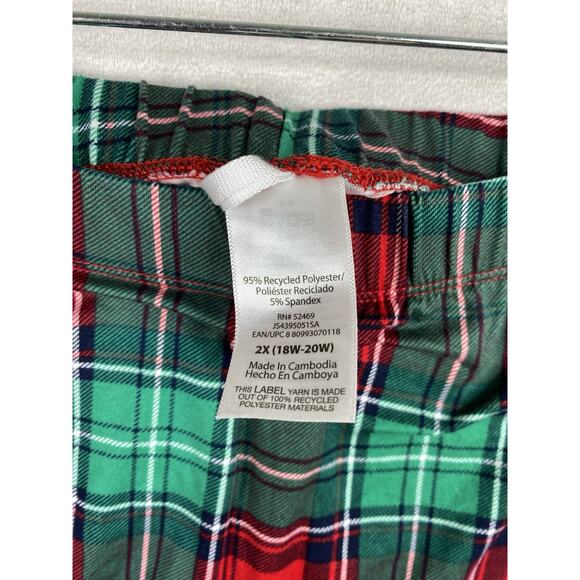 95% Recycled Polyester/
Poliéster Reciclado
5% Spandex
RN# 52469
JS4395051SA
EAN/UPC 8 80993070118
2X (18W-20W)
Made In Cambodia
Hecho En Camboya
THIS LABEL YARN IS MADE
OUT OF 100% RECYCLED
POLYESTER MATERIALS